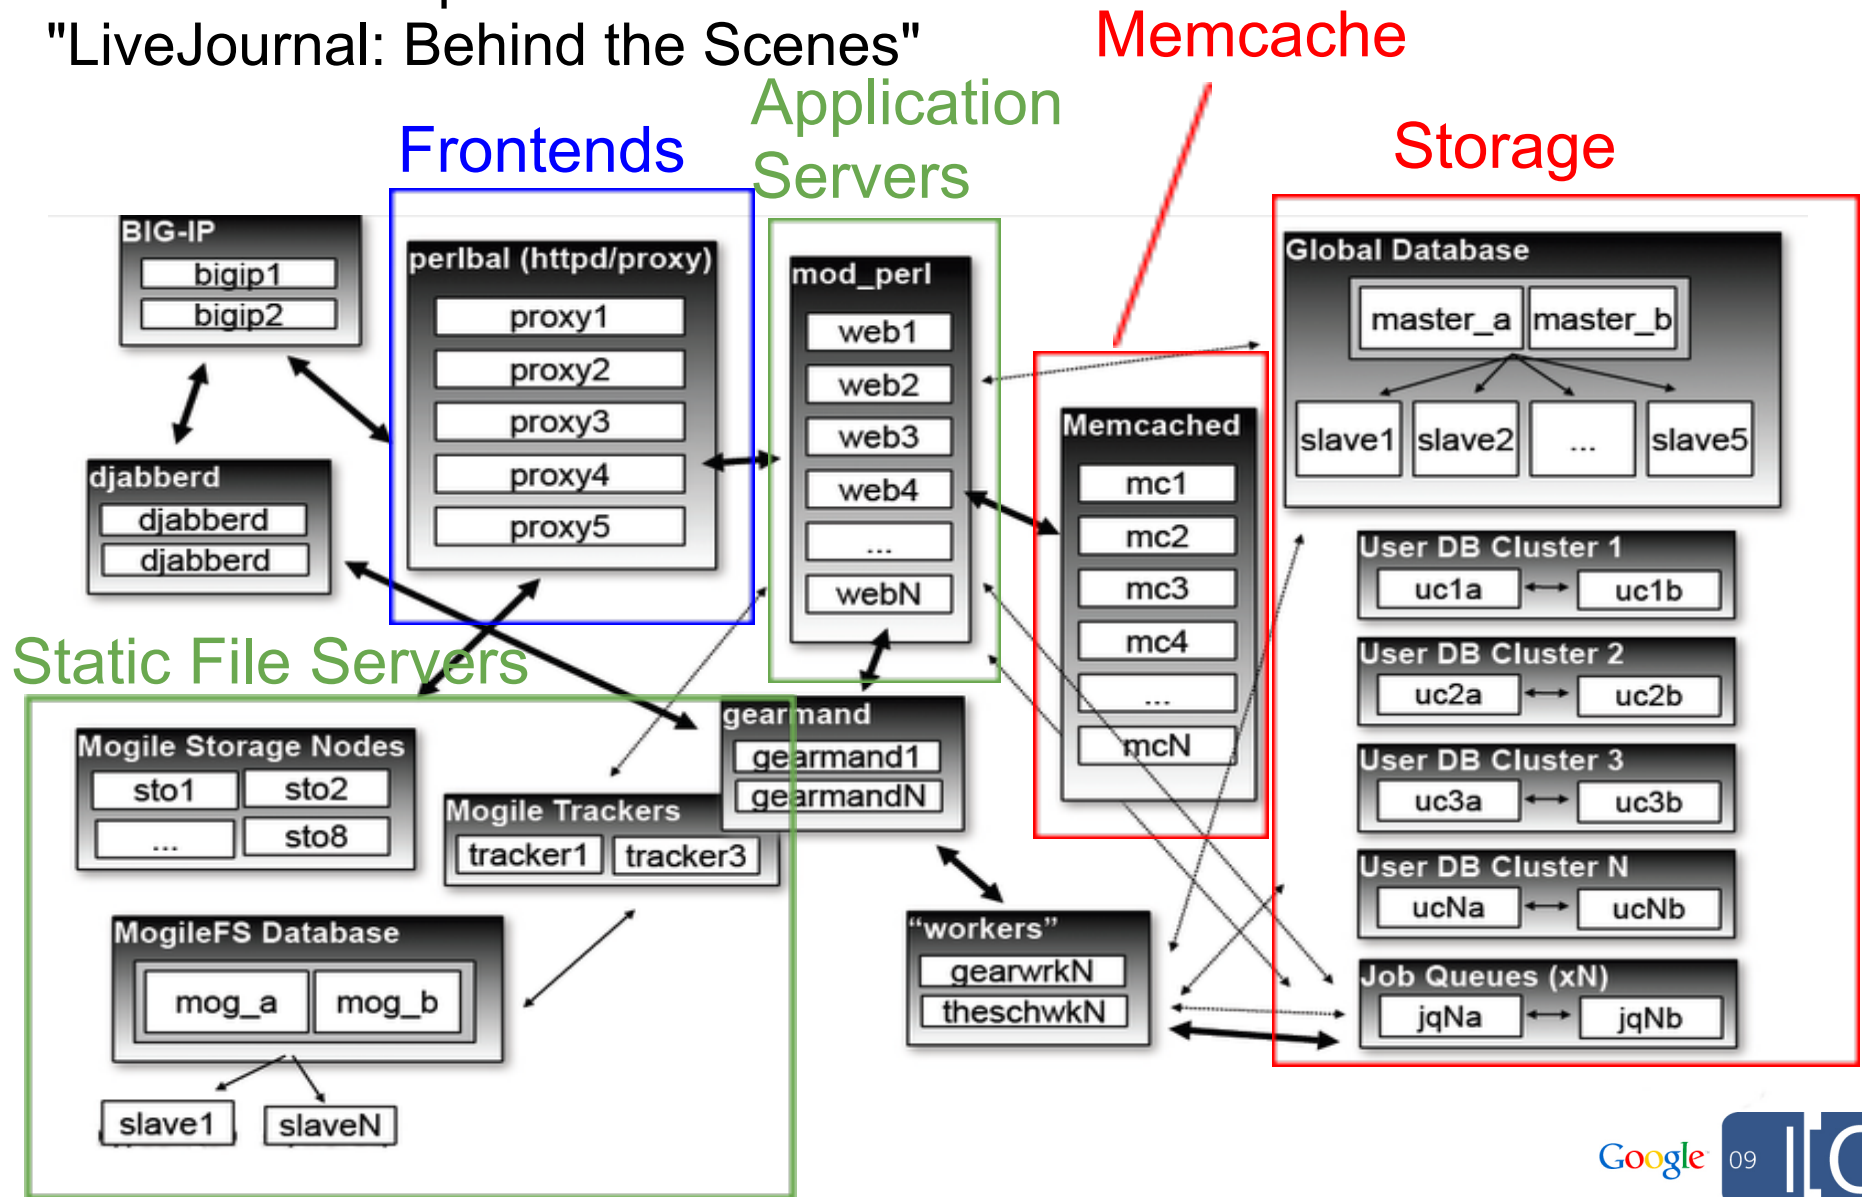 "LiveJournal: Behind the Scenes"
Memcache
Application
Servers
Frontends
Storage
BIG-IP
bigip1
bigip2
perlbal (httpd/proxy)
proxy1
proxy2
proxy3
proxy4
proxy5
mod_perl
web1
web2
web3
web4
...
webN
Memcached
mc1
mc2
mc3
mc4
...
mcN
Global Database
master_a
master_b
slave1
slave2
...
slave5
User DB Cluster 1
uc1a
uc1b
User DB Cluster 2
uc2a
uc2b
User DB Cluster 3
uc3a
uc3b
User DB Cluster N
ucNa
ucNb
Job Queues (xN)
jqNa
jqNb
djabberd
djabberd
djabberd
Static File Servers
gearmand
gearmand1
gearmandN
Mogile Storage Nodes
sto1
sto2
...
sto8
Mogile Trackers
tracker1
tracker3
MogileFS Database
mog_a
mog_b
slave1
slaveN
“workers”
gearwrkN
theschwkN
Google
09